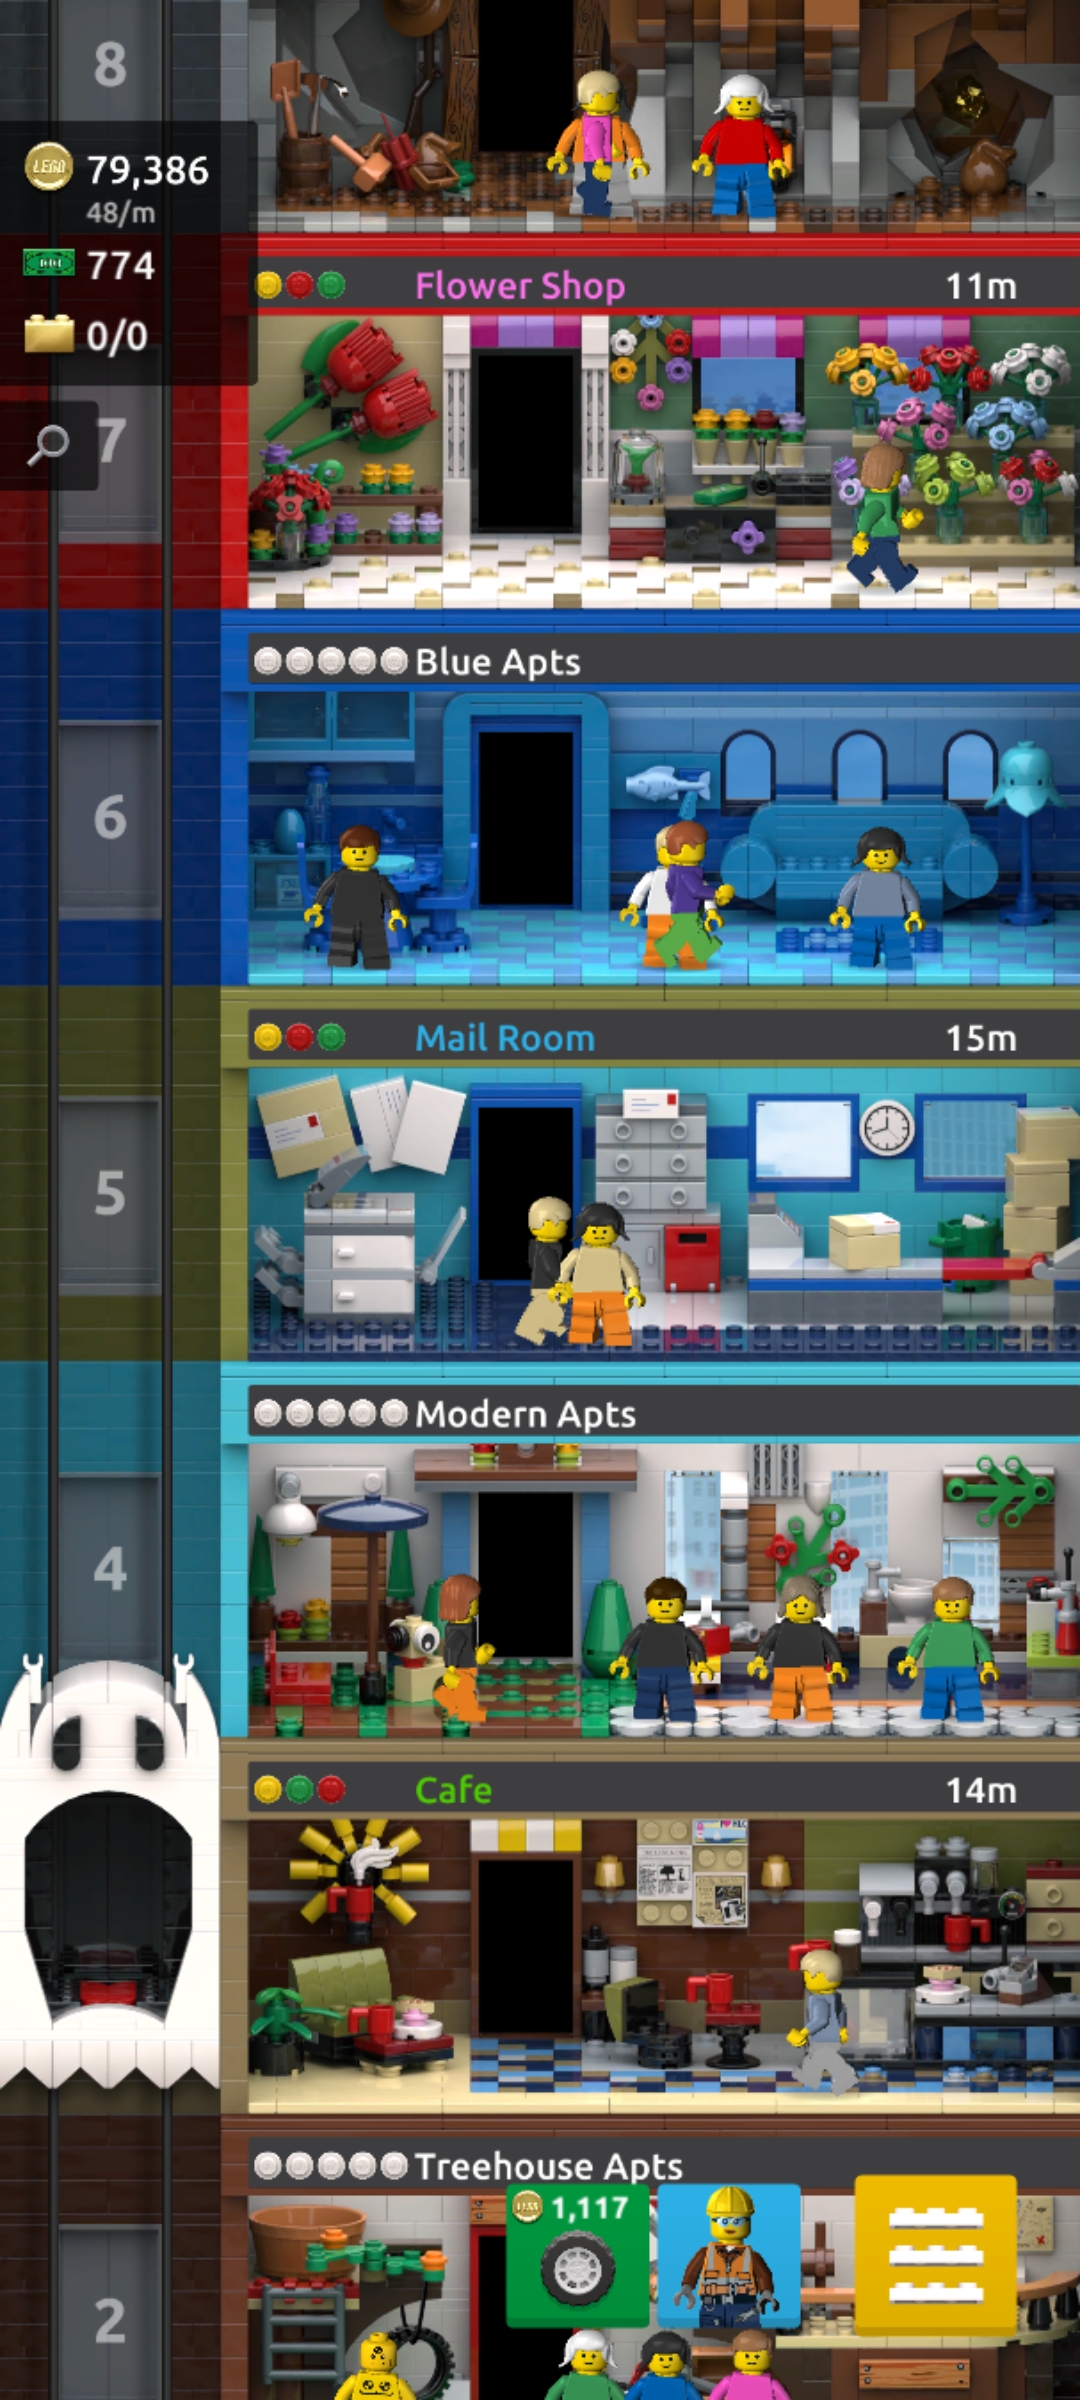 8
LEGO 79,386
48/m
774
0/0
Flower Shop 11m
7
Blue Apts
6
Mail Room 15m
5
Modern Apts
4
Cafe 14m
Treehouse Apts
1,117
2